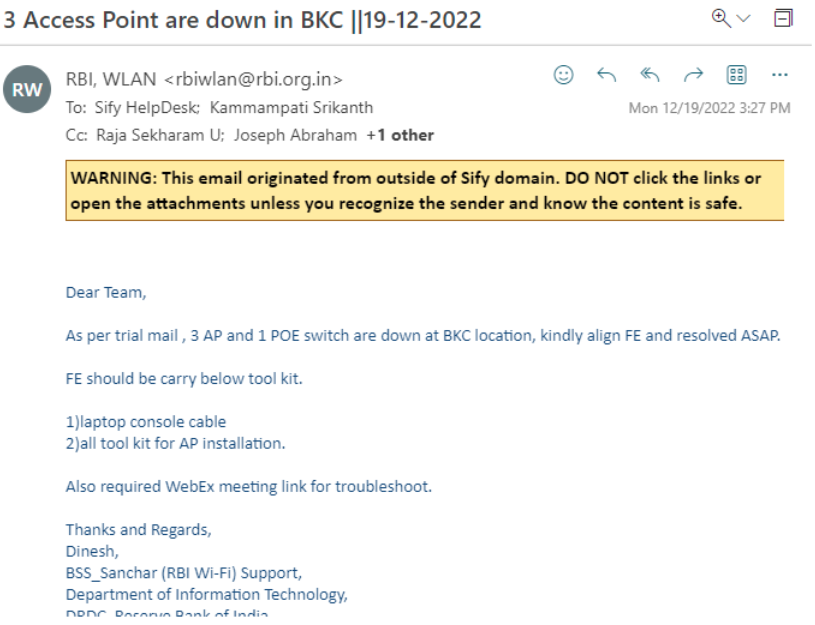 3 Access Point are down in BKC ||19-12-2022
RW
RBI, WLAN <rbiwlan@rbi.org.in>
To: Sify HelpDesk; Kammampati Srikanth
Mon 12/19/2022 3:27 PM
Cc: Raja Sekharam U; Joseph Abraham +1 other
WARNING: This email originated from outside of Sify domain. DO NOT click the links or
open the attachments unless you recognize the sender and know the content is safe.
Dear Team,
As per trial mail , 3 AP and 1 POE switch are down at BKC location, kindly align FE and resolved ASAP.
FE should be carry below tool kit.
1)laptop console cable
2)all tool kit for AP installation.
Also required WebEx meeting link for troubleshoot.
Thanks and Regards,
Dinesh,
BSS_Sanchar (RBI Wi-Fi) Support,
Department of Information Technology,
Reserve Bank of India